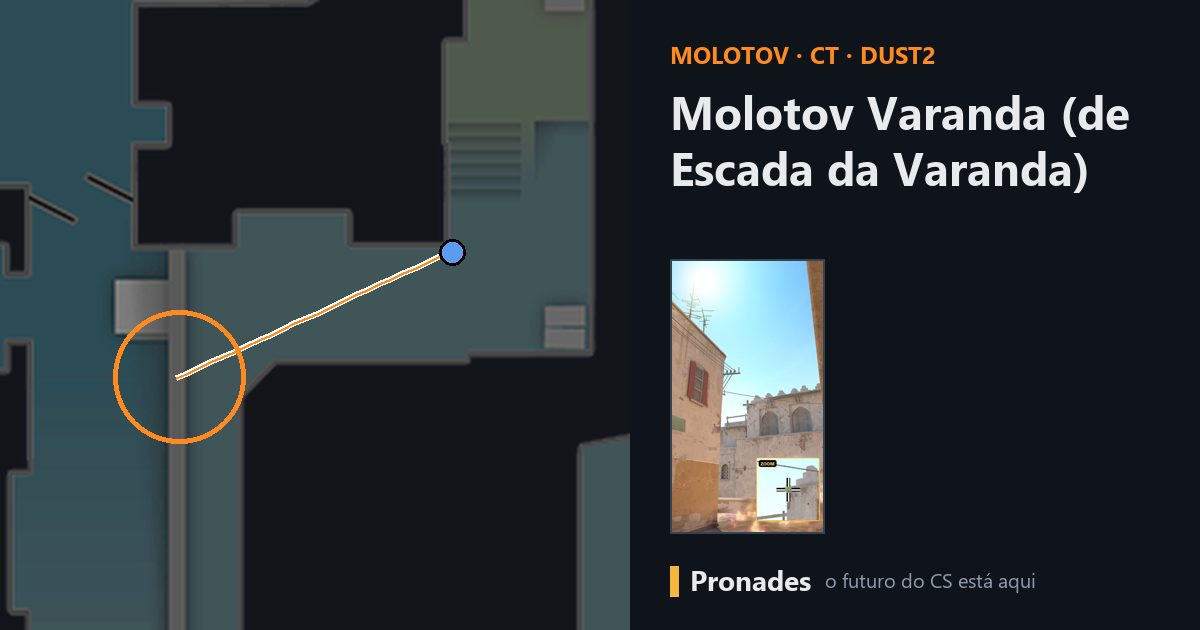 MOLOTOV · CT · DUST2
Molotov Varanda (de
Escada da Varanda)
ZOOM
Pronades o futuro do CS está aqui